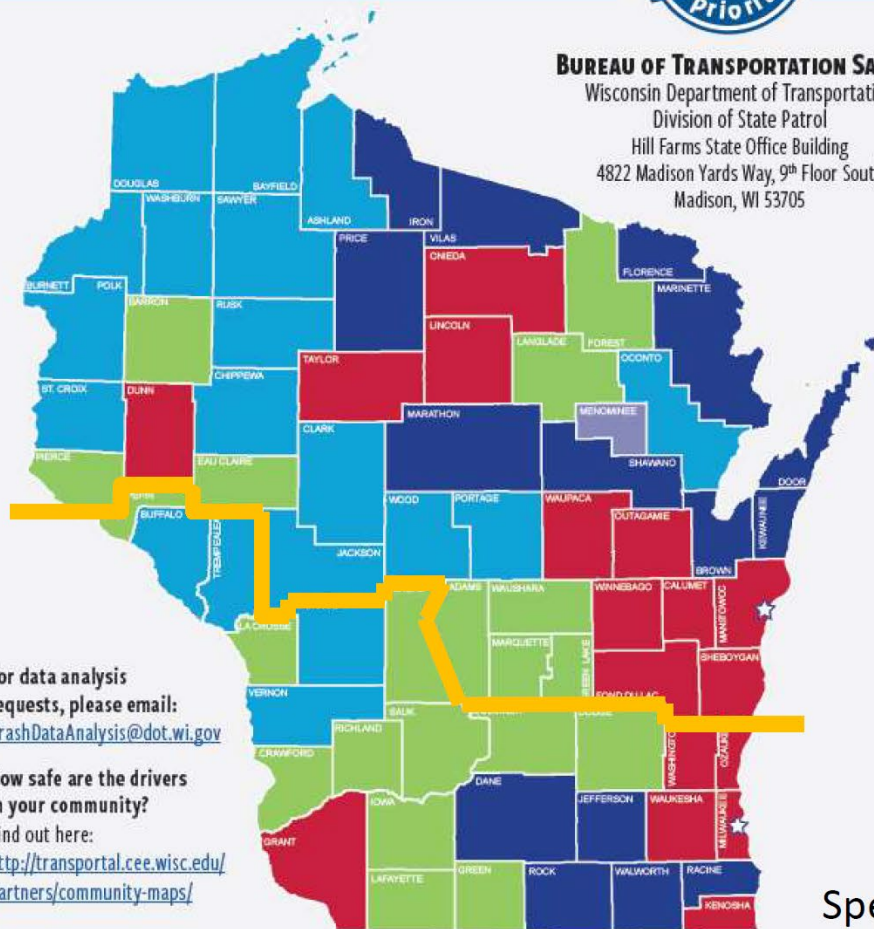 Priori
BUREAU OF TRANSPORTATION SA
Wisconsin Department of Transportati
Division of State Patrol
Hill Farms State Office Building
4822 Madison Yards Way, 9th Floor Sout
Madison, WI 53705
DOUGLAS
BAYFIELD
WASHBURN
SAWYER
ASHLAND
IRON
VILAS
PRICE
FLORENCE
ONEIDA
BURNETT
POLK
MARINETTE
BARRON
RUSK
LINCOLN
LANGLADE
FOREST
TAYLOR
OCONTO
CHIPPEWA
ST. CROIX
DUNN
MARATHON
MENOMINEE
CLARK
PIERCE
EAU CLAIRE
SHAWANO
DOOR
WOOD
PORTAGE
WAUPACA
BUFFALO
OUTAGAMIE
KEWAUNEE
TREMPEALEA
JACKSON
BROWN
ADAMS
WAUSHARA
WINNEBAGO
CALUMET
MANITOWOC
LA CROSSE
MARQUETTE
GREEN LAKE
SHEBOYGAN
or data analysis
equests, please email:
rashDataAnalysis@dot.wi.gov
VERNON
FOND DU LAC
SAUK
DODGE
RICHLAND
WASHINGTO
OZAUKE
CRAWFORD
ow safe are the drivers
n your community?
ind out here:
ttp://transportal.cee.wisc.edu/
artners/community-maps/
DANE
IOWA
JEFFERSON
WAUKESHA
MILWAUKEE
GRANT
LAFAYETTE
GREEN
ROCK
WALWORTH
RACINE
KENOSHA
Spe